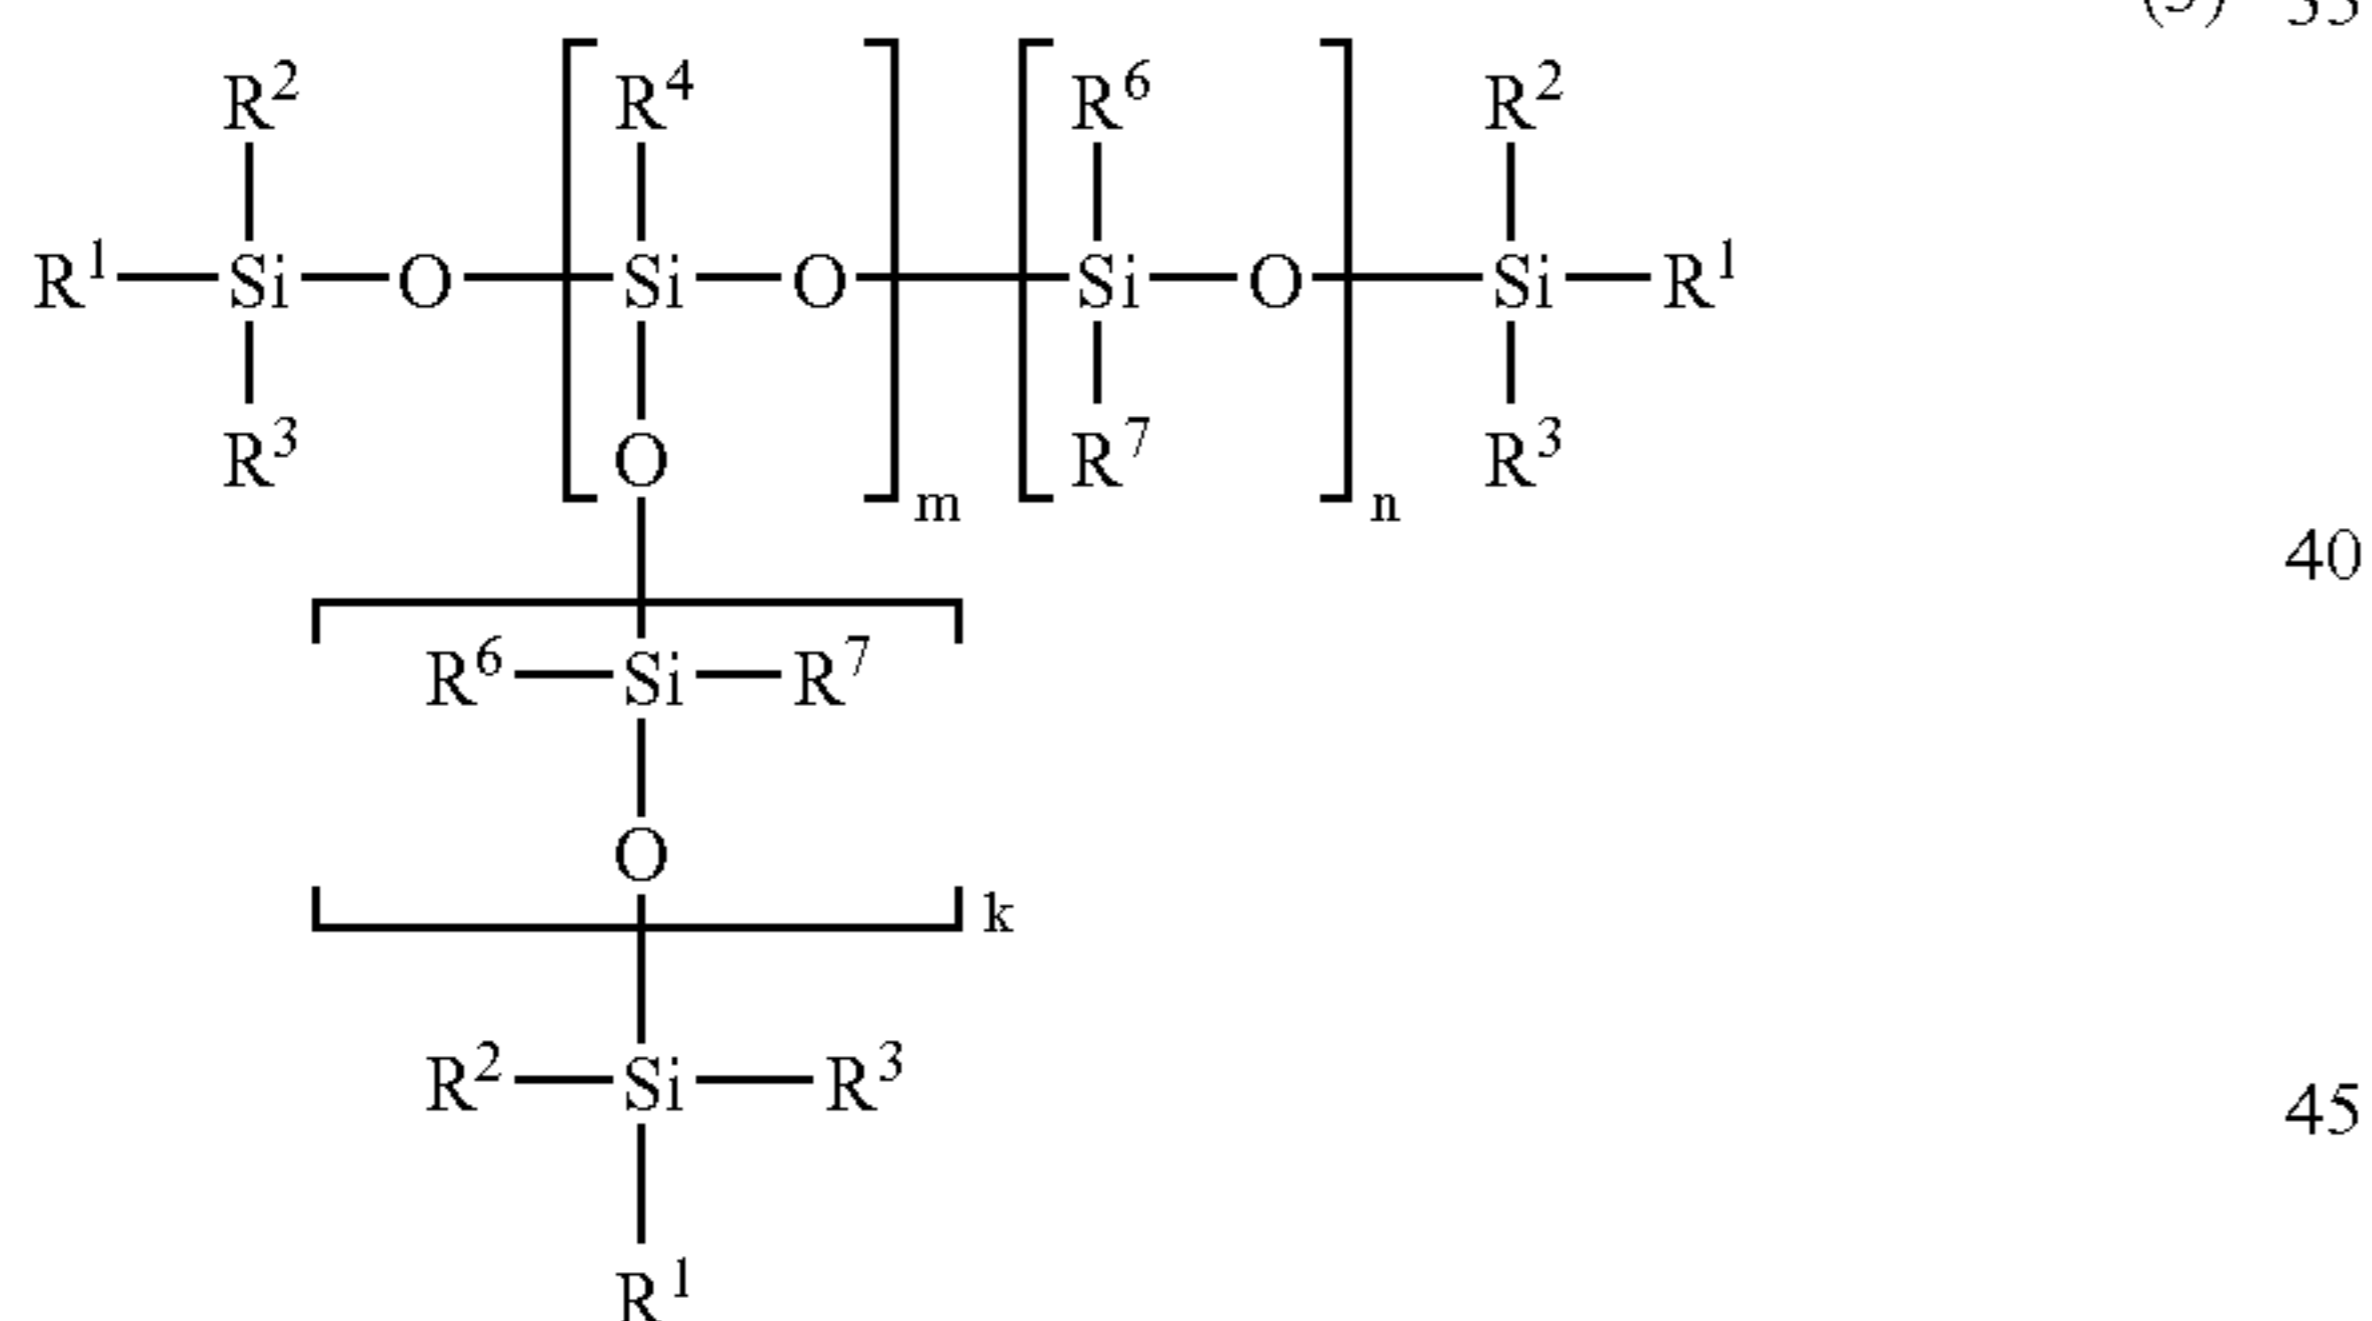 R² R⁴ R⁶ R²
R¹—Si—O—[Si—O—]—[Si—O—]—Si—R¹
R³ O R⁷ R³
m n
40
R⁶—Si—R⁷
O
k
R²—Si—R³
45
R¹